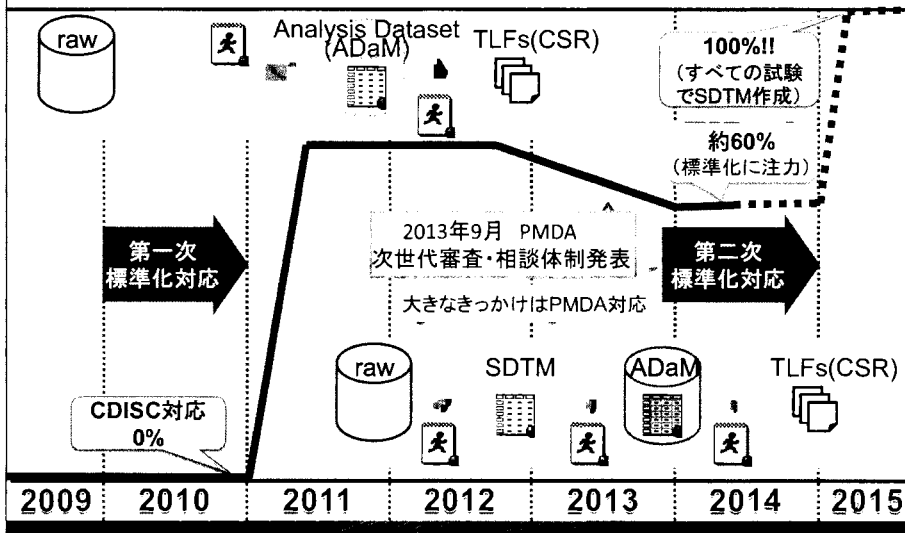 raw
Analysis Dataset
(ADaM)
TLFs(CSR)
100%!!
(すべての試験
でSDTM作成)
約60%
(標準化に注力)
第一次
標準化対応
2013年9月 PMDA
次世代審査・相談体制発表
第二次
標準化対応
大きなきっかけはPMDA対応
raw
SDTM
ADaM
TLFs(CSR)
CDISC対応
0%
2009 2010 2011 2012 2013 2014 2015